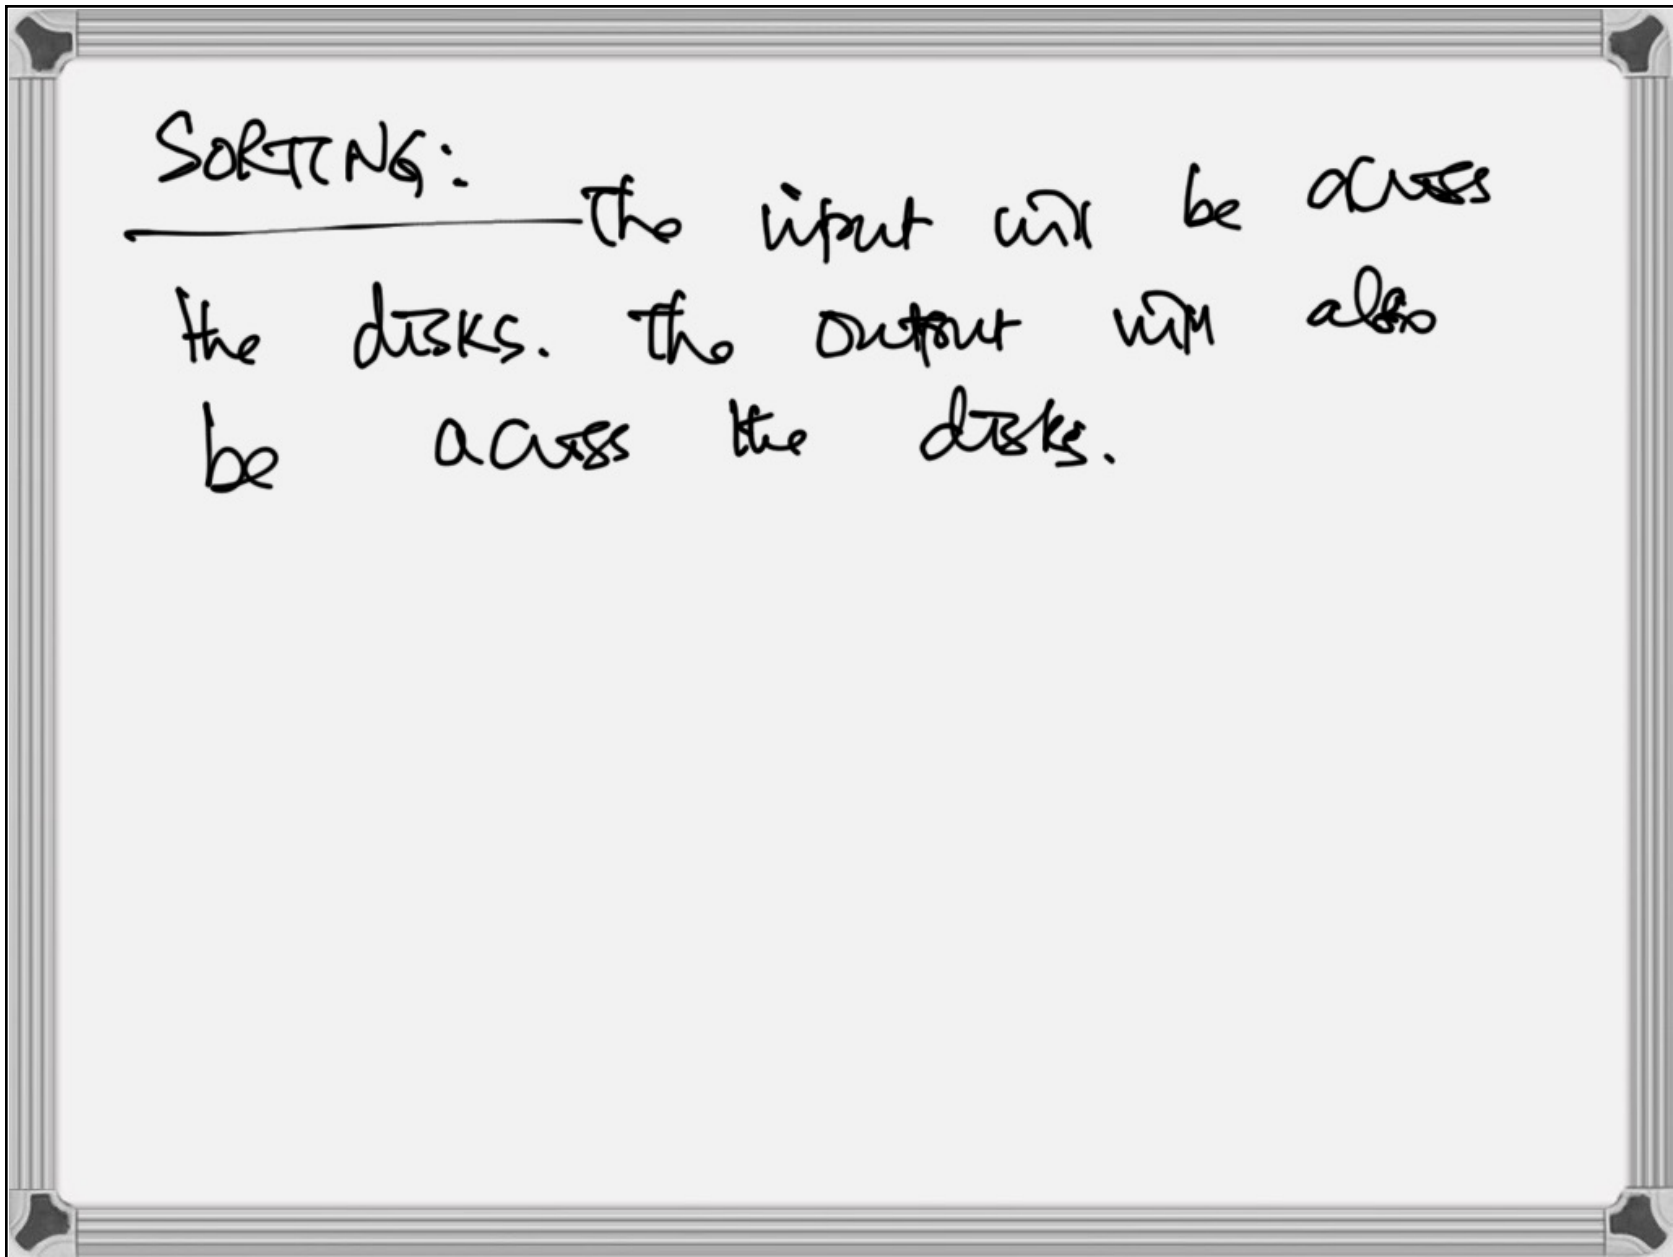 SORTING: The input will be across
the disks. The output will also
be across the disks.